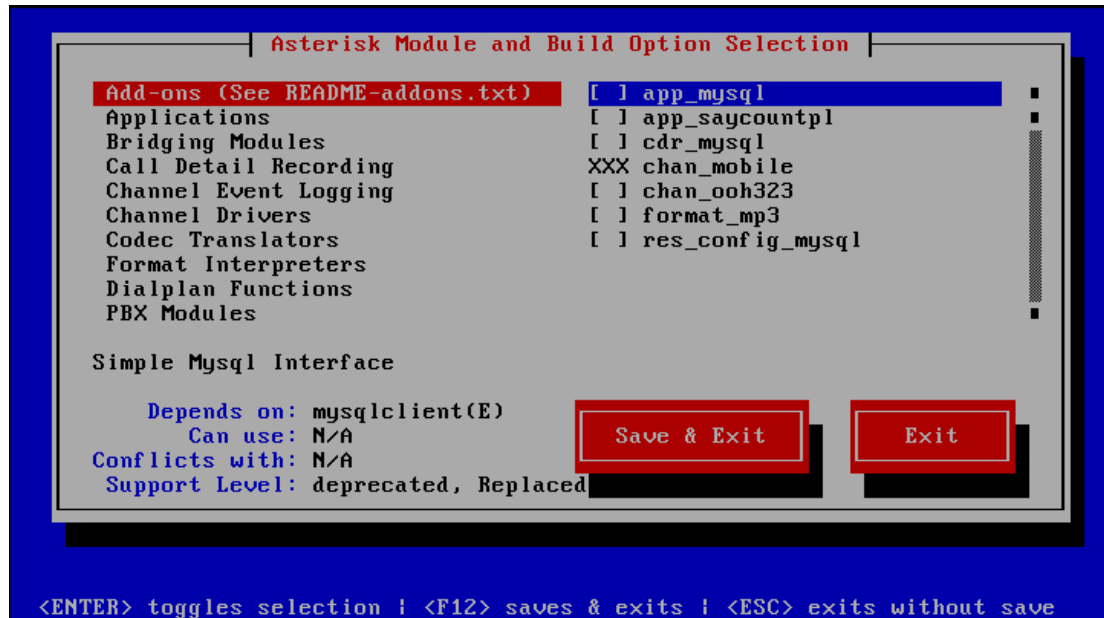 Asterisk Module and Build Option Selection
Add-ons (See README-addons.txt) [ ] app_mysql
Applications [ ] app_saycountpl
Bridging Modules [ ] cdr_mysql
Call Detail Recording XXX chan_mobile
Channel Event Logging [ ] chan_ooh323
Channel Drivers [ ] format_mp3
Codec Translators [ ] res_config_mysql
Format Interpreters
Dialplan Functions
PBX Modules
Simple Mysql Interface
Depends on: mysqlclient(E)
Can use: N/A Save & Exit Exit
Conflicts with: N/A
Support Level: deprecated, Replaced
<ENTER> toggles selection | <F12> saves & exits | <ESC> exits without save